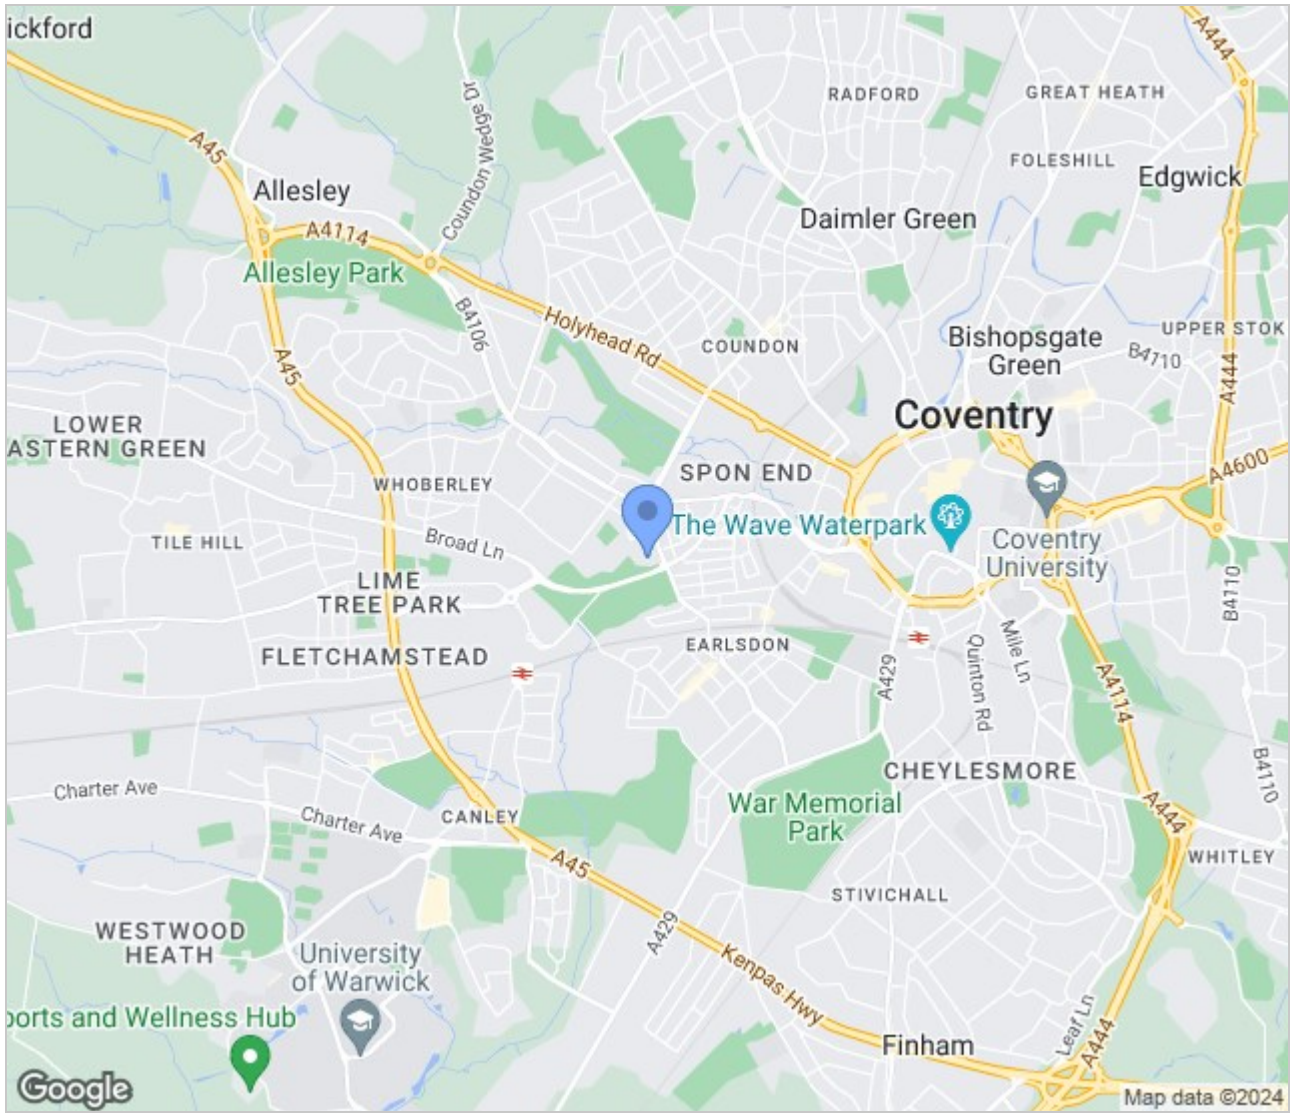 ickford
A444
RADFORD
GREAT HEATH
Coundon Wedge Dr
A45
FOLESHILL
Edgwick
Allesley
Daimler Green
A4114
Allesley Park
B4106
Holyhead Rd
COUNDON
Bishopsgate
Green
UPPER STOK
B4710
A45
A444
Coventry
LOWER
ASTERN GREEN
WHOBERLEY
SPON END
A4600
The Wave Waterpark
Broad Ln
TILE HILL
Coventry
University
LIME
TREE PARK
B4110
EARLSDON
FLETCHAMSTEAD
A429
Quinton Rd
Mile Ln
A4114
CHEYLESMORE
B4110
Charter Ave
War Memorial
Park
CANLEY
Charter Ave
A444
A45
WHITLEY
STIVICHALL
WESTWOOD
HEATH
A429
University
of Warwick
Kenpas Hwy
ports and Wellness Hub
Leaf Ln
A444
Finham
Google
Map data ©2024